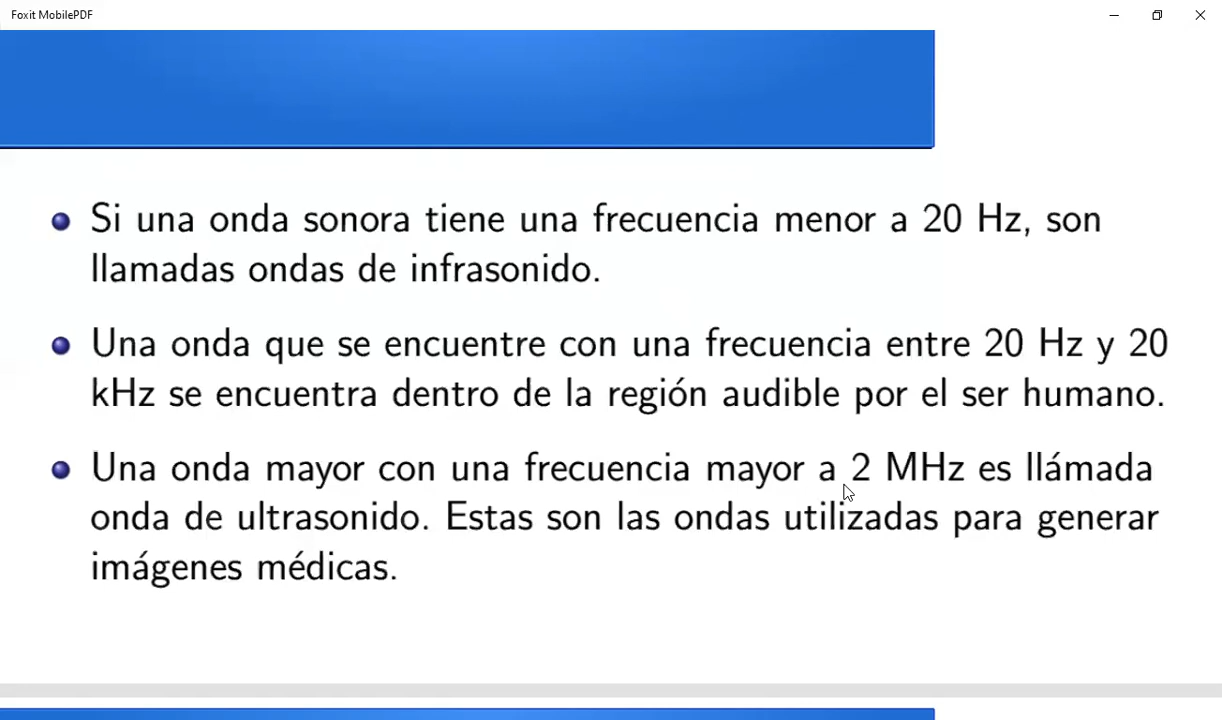 Foxit MobilePDF
Si una onda sonora tiene una frecuencia menor a 20 Hz, son
llamadas ondas de infrasonido.
Una onda que se encuentre con una frecuencia entre 20 Hz y 20
kHz se encuentra dentro de la región audible por el ser humano.
Una onda mayor con una frecuencia mayor a 2 MHz es llámada
onda de ultrasonido. Estas son las ondas utilizadas para generar
imágenes médicas.